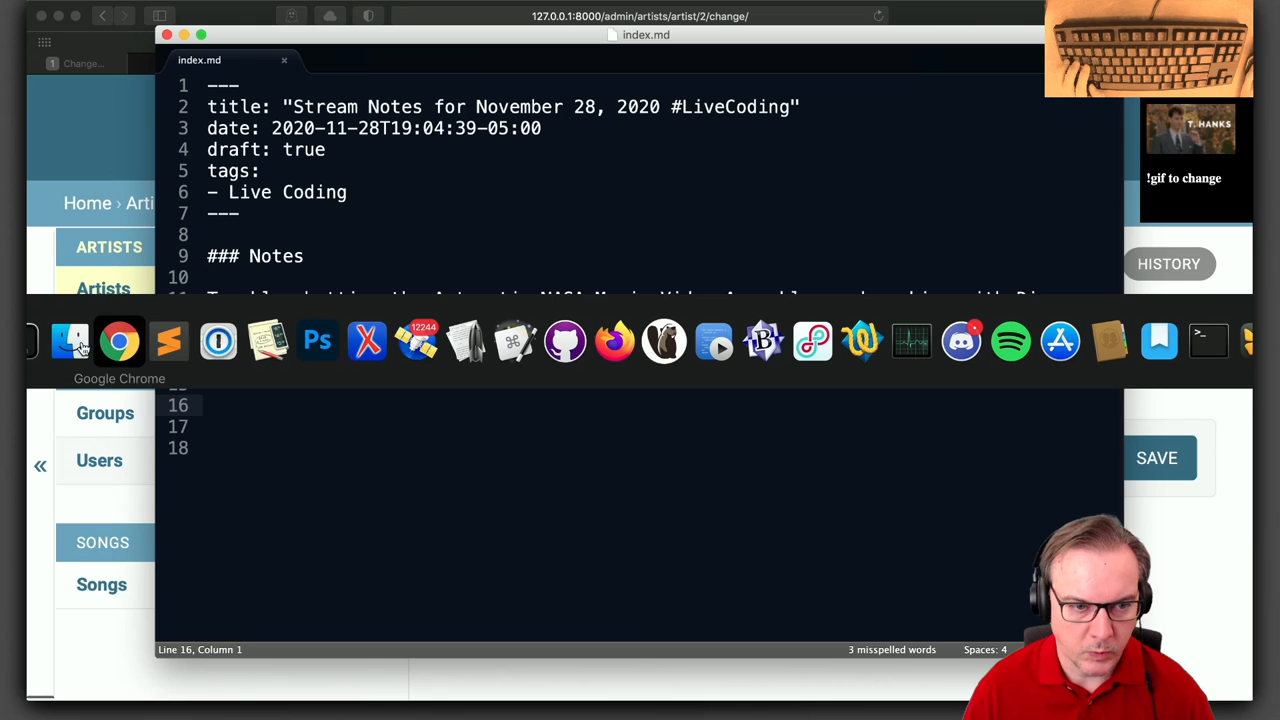 127.0.0.1:8000/admin/artists/artist/2/change/
index.md
1 Change...
index.md
1 ---
2 title: "Stream Notes for November 28, 2020 #LiveCoding"
3 date: 2020-11-28T19:04:39-05:00
4 draft: true
5 tags:
6 - Live Coding
7 ---
8
9 ### Notes
10
16
17
18
T. HANKS
!gif to change
Home › Arti
ARTISTS
Artists
HISTORY
12244
Ps
Google Chrome
Groups
Users
SAVE
SONGS
Songs
Line 16, Column 1
3 misspelled words
Spaces: 4